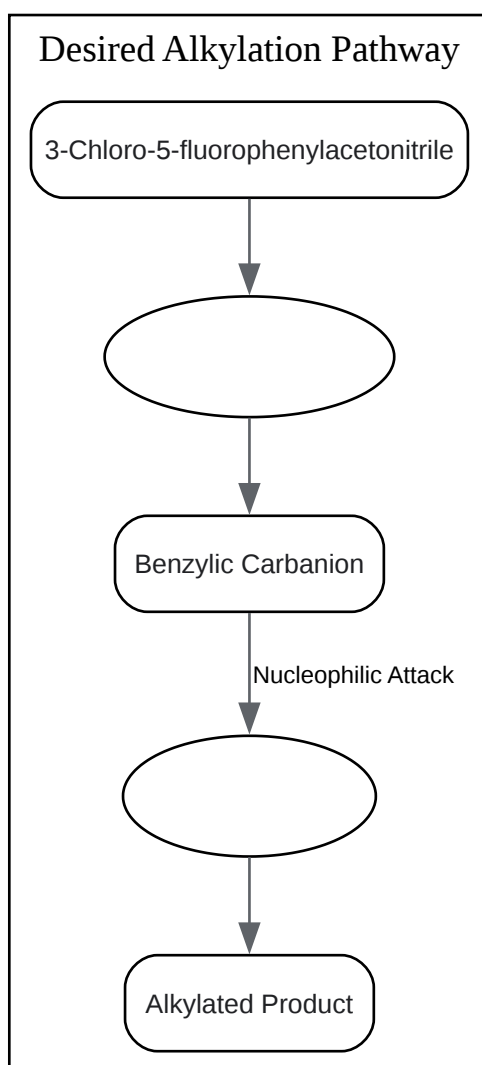 Desired Alkylation Pathway
3-Chloro-5-fluorophenylacetonitrile
Benzylic Carbanion
Nucleophilic Attack
Alkylated Product